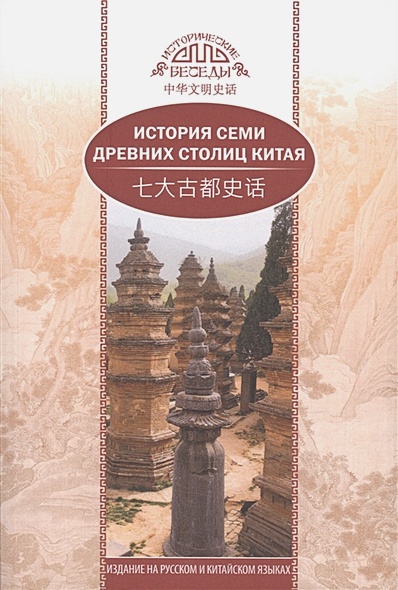 ИСТОРИЧЕСКИЕ
БЕСЕДЫ
中华文明史话
ИСТОРИЯ СЕМИ
ДРЕВНИХ СТОЛИЦ КИТАЯ
七大古都史话
ИЗДАНИЕ НА РУССКОМ И КИТАЙСКОМ ЯЗЫКАХ